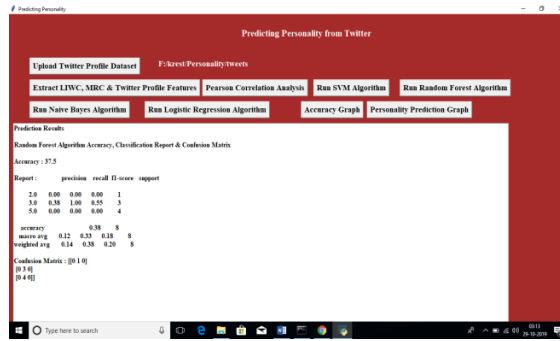 Predicting Personality
Predicting Personality from Twitter
Upload Twitter Profile Dataset F:/krest/Personality/tweets
Extract LIWC, MRC & Twitter Profile Features Pearson Correlation Analysis Run SVM Algorithm Run Random Forest Algorithm
Run Naive Bayes Algorithm Run Logistic Regression Algorithm Accuracy Graph Personality Prediction Graph
Prediction Results
Random Forest Algorithm Accuracy, Classification Report & Confusion Matrix
Accuracy : 37.5
Report : precision recall f1-score support
2.0 0.00 0.00 0.00 1
3.0 0.38 1.00 0.55 3
5.0 0.00 0.00 0.00 4
accuracy 0.38 8
macro avg 0.12 0.33 0.18 8
weighted avg 0.14 0.38 0.20 8
Confusion Matrix : [[0 1 0]
[0 3 0]
[0 4 0]]
Type here to search
03:13
29-10-2019